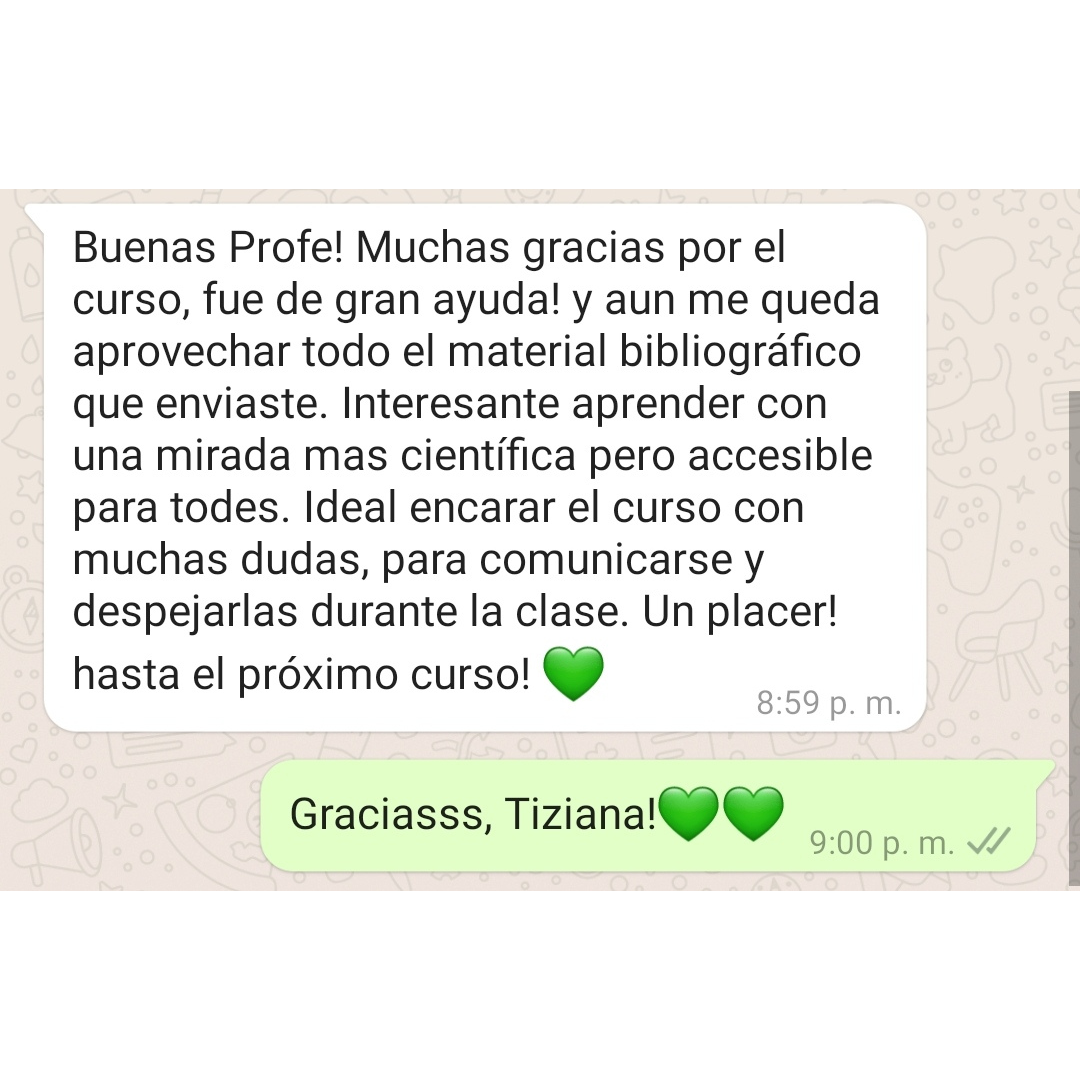 Buenas Profe! Muchas gracias por el
curso, fue de gran ayuda! y aun me queda
aprovechar todo el material bibliográfico
que enviaste. Interesante aprender con
una mirada mas científica pero accesible
para todes. Ideal encarar el curso con
muchas dudas, para comunicarse y
despejarlas durante la clase. Un placer!
hasta el próximo curso! 💚
8:59 p. m.
Graciasss, Tiziana!💚💚
9:00 p. m.